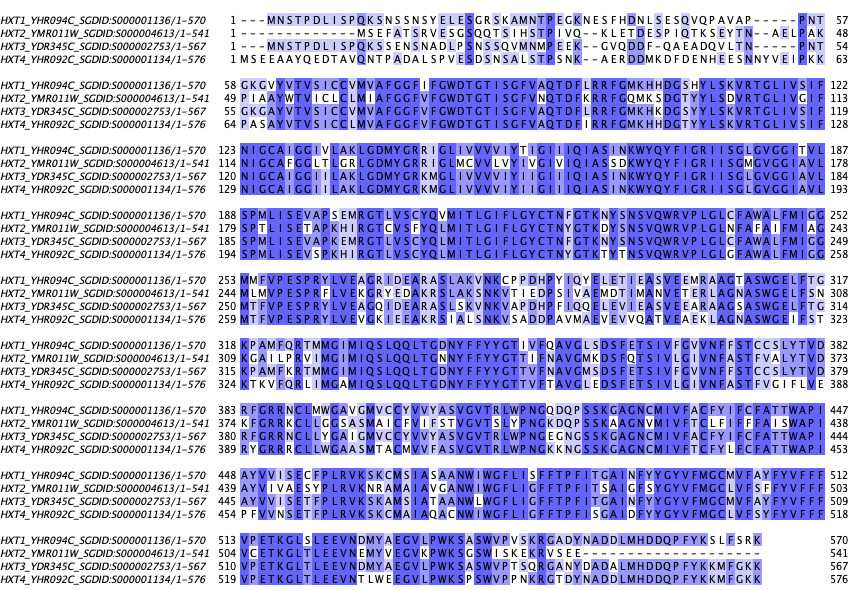 HXT1_YHR094C_SGDID:S000001136/1-570 1 ---MNSTPDLISPQKSNSSNSYELESGRSKAMNTPEGKNESFHDNLSESQVQPAVAP-----PNT 57
HXT2_YMR011W_SGDID:S000004613/1-541 1 -------------MSEFATSRVESGSQQTSIHSTPIVQ--KLETDESPIQTKSEYTN--AELPAK 48
HXT3_YDR345C_SGDID:S000002753/1-567 1 ---MNSTPDLISPQKSSENSNADLPSNSSQVMNMPEEK--GVQDDF-QAEADQVLTN-----PNT 54
HXT4_YHR092C_SGDID:S000001134/1-576 1 MSEEAAYQEDTAVQNTPADALSPVESDSNSALSTPSNK--AERDDMKDFDENHEESNNYVEIPKK 63
HXT1_YHR094C_SGDID:S000001136/1-570 58 GKGVYVTVSICCVMVAFGGFIFGWDTGTISGFVAQTDFLRRFGMKHHDGSHYLSKVRTGLIVSIF 122
HXT2_YMR011W_SGDID:S000004613/1-541 49 PIAAYWTVICLCLMIAFGGFVFGWDTGTISGFVNQTDFKRRFGQMKSDGTYYLSDVRTGLIVGIF 113
HXT3_YDR345C_SGDID:S000002753/1-567 55 GKGAYVTVSICCVMVAFGGFVFGWDTGTISGFVAQTDFLRRFGMKHKDGSYYLSKVRTGLIVSIF 119
HXT4_YHR092C_SGDID:S000001134/1-576 64 PASAYVTVSICCLMVAFGGFVFGWDTGTISGFVAQTDFIRRFGMKHHDGTYYLSKVRTGLIVSIF 128
HXT1_YHR094C_SGDID:S000001136/1-570 123 NIGCAIGGIVLAKLGDMYGRRIGLIVVVVIYTIGIIIQIASINKWYQYFIGRIISGLGVGGITVL 187
HXT2_YMR011W_SGDID:S000004613/1-541 114 NIGCAFGGLTLGRLGDMYGRRIGLMCVVLVYIVGIVIQIASSDKWYQYFIGRIISGMGVGGIAVL 178
HXT3_YDR345C_SGDID:S000002753/1-567 120 NIGCAIGGIILAKLGDMYGRKMGLIVVVVIYIIGIIIQIASINKWYQYFIGRIISGLGVGGIAVL 184
HXT4_YHR092C_SGDID:S000001134/1-576 129 NIGCAIGGIILAKLGDMYGRKMGLIVVVVIYIIGIIIQIASINKWYQYFIGRIISGLGVGGIAVL 193
HXT1_YHR094C_SGDID:S000001136/1-570 188 SPMLISEVAPSEMRGTLVSCYQVMITLGIFLGYCTNFGTKNYSNSVQWRVPLGLCFAWALFMIGG 252
HXT2_YMR011W_SGDID:S000004613/1-541 179 SPTLISETAPKHIRGTCVSFYQLMITLGIFLGYCTNYGTKDYSNSVQWRVPLGLNFAFAIFMIAG 243
HXT3_YDR345C_SGDID:S000002753/1-567 185 SPMLISEVAPKEMRGTLVSCYQLMITLGIFLGYCTNFGTKNYSNSVQWRVPLGLCFAWALFMIGG 249
HXT4_YHR092C_SGDID:S000001134/1-576 194 SPMLISEVSPKHIRGTLVSCYQLMITLGIFLGYCTNYGTKTYTNSVQWRVPLGLGFAWALFMIGG 258
HXT1_YHR094C_SGDID:S000001136/1-570 253 MMFVPESPRYLVEAGRIDEARASLAKVNKCPPDHPYIQYELETIEASVEEMRAAGTASWGELFTG 317
HXT2_YMR011W_SGDID:S000004613/1-541 244 MLMVPESPRFLVEKGRYEDAKRSLAKSNKVTIEDPSIVAEMDTIMANVETERLAGNASWGELFSN 308
HXT3_YDR345C_SGDID:S000002753/1-567 250 MTFVPESPRYLVEAGQIDEARASLSKVNKVAPDHPFIQQELEVIEASVEEARAAGSASWGELFTG 314
HXT4_YHR092C_SGDID:S000001134/1-576 259 MTFVPESPRYLVEVGKIEEAKRSIALSNKVSADDPAVMAEVEVVQATVEAEKLAGNASWGEIFST 323
HXT1_YHR094C_SGDID:S000001136/1-570 318 KPAMFQRTMMGIMIQSLQQLTGDNYFFYYGTIVFQAVGLSDSFETSIVFGVVNFFSTCCSLYTVD 382
HXT2_YMR011W_SGDID:S000004613/1-541 309 KGAILPRVIMGIMIQSLQQLTGNNYFFYYGTTIFNAVGMKDSFQTSIVLGIVNFASTFVALYTVD 373
HXT3_YDR345C_SGDID:S000002753/1-567 315 KPAMFKRTMMGIMIQSLQQLTGDNYFFYYGTTVFNAVGMSDSFETSIVFGVVNFFSTCCSLYTVD 379
HXT4_YHR092C_SGDID:S000001134/1-576 324 KTKVFQRLIMGAMIQSLQQLTGDNYFFYYGTTVFTAVGLEDSFETSIVLGIVNFASTFVGIFLVE 388
HXT1_YHR094C_SGDID:S000001136/1-570 383 RFGRRNCLMWGAVGMVCCYVVYASVGVTRLWPNGQDQPSSKGAGNCMIVFACFYIFCFATTWAPI 447
HXT2_YMR011W_SGDID:S000004613/1-541 374 KFGRRKCLLGGSASMAICFVIFSTVGVTSLYPNGKDQPSSKAAGNVMIVFTCLFIFFFAISWAPI 438
HXT3_YDR345C_SGDID:S000002753/1-567 380 RFGRRNCLLYGAIGMVCCYVVYASVGVTRLWPNGEGNGSSKGAGNCMIVFACFYIFCFATTWAPI 444
HXT4_YHR092C_SGDID:S000001134/1-576 389 RYGRRRCLLWGAASMTACMVVFASVGVTRLWPNGKKNGSSKGAGNCMIVFTCFYLFCFATTWAPI 453
HXT1_YHR094C_SGDID:S000001136/1-570 448 AYVVISECFPLRVKSKCMSIASAANWIWGFLISFFTPFITGAINFYYGYVFMGCMVFAYFYVFFF 512
HXT2_YMR011W_SGDID:S000004613/1-541 439 AYVIVAESYPLRVKNRAMAIAVGANWIWGFLIGFFTPFITSAIGFSYGYVFMGCLVFSFFYVFFF 503
HXT3_YDR345C_SGDID:S000002753/1-567 445 AYVVISETFPLRVKSKAMSIATAANWLWGFLIGFFTPFITGAINFYYGYVFMGCMVFAYFYVFFF 509
HXT4_YHR092C_SGDID:S000001134/1-576 454 PFVVNSETFPLRVKSKCMAIAQACNWIWGFLIGFFTPFISGAIDFYYGYVFMGCLVFSYFYVFFF 518
HXT1_YHR094C_SGDID:S000001136/1-570 513 VPETKGLSLEEVNDMYAEGVLPWKSASWVPVSKRGADYNADDLMHDDQPFYKSLFSRK 570
HXT2_YMR011W_SGDID:S000004613/1-541 504 VCETKGLTLEEVNEMYVEGVKPWKSGSWISKEKRVSEE-------------------- 541
HXT3_YDR345C_SGDID:S000002753/1-567 510 VPETKGLTLEEVNDMYAEGVLPWKSASWVPTSQRGANYDADALMHDDQPFYKKMFGKK 567
HXT4_YHR092C_SGDID:S000001134/1-576 519 VPETKGLTLEEVNTLWEEGVLPWKSPSWVPPNKRGTDYNADDLMHDDQPFYKKMFGKK 576